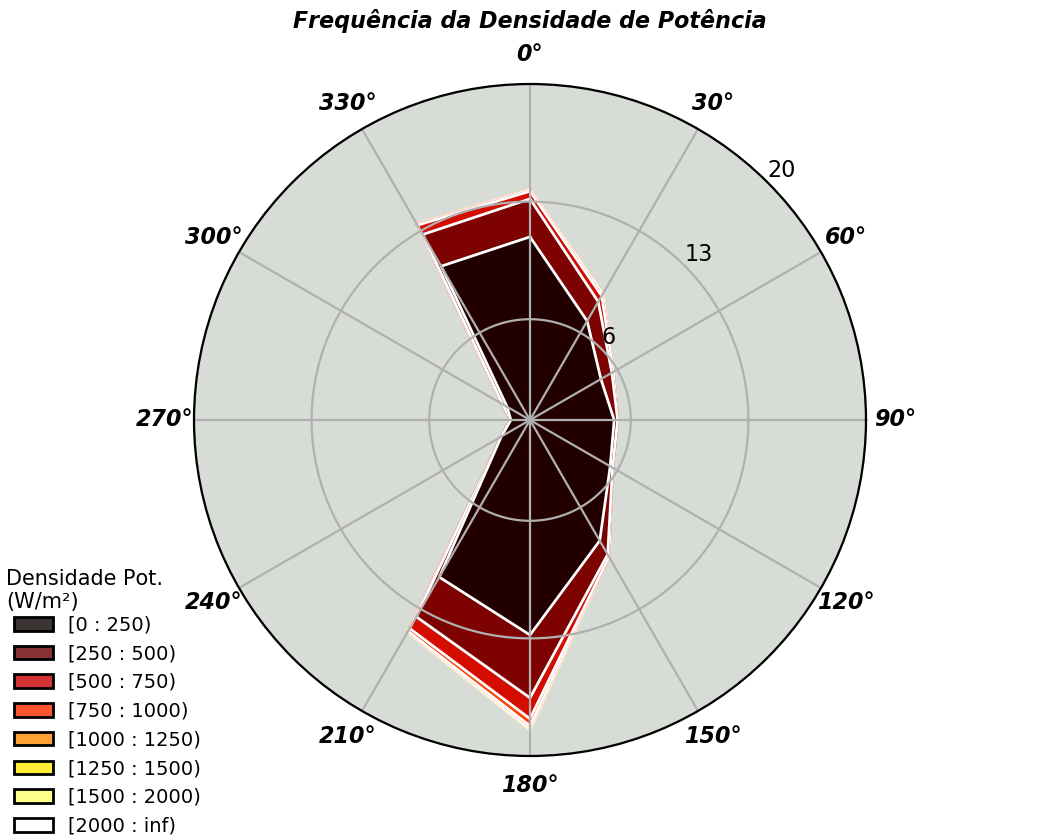 Frequência da Densidade de Potência
0°
330°
30°
20
300°
60°
13
6
270°
90°
240°
120°
210°
150°
180°
Densidade Pot.
(W/m²)
[0 : 250)
[250 : 500)
[500 : 750)
[750 : 1000)
[1000 : 1250)
[1250 : 1500)
[1500 : 2000)
[2000 : inf)